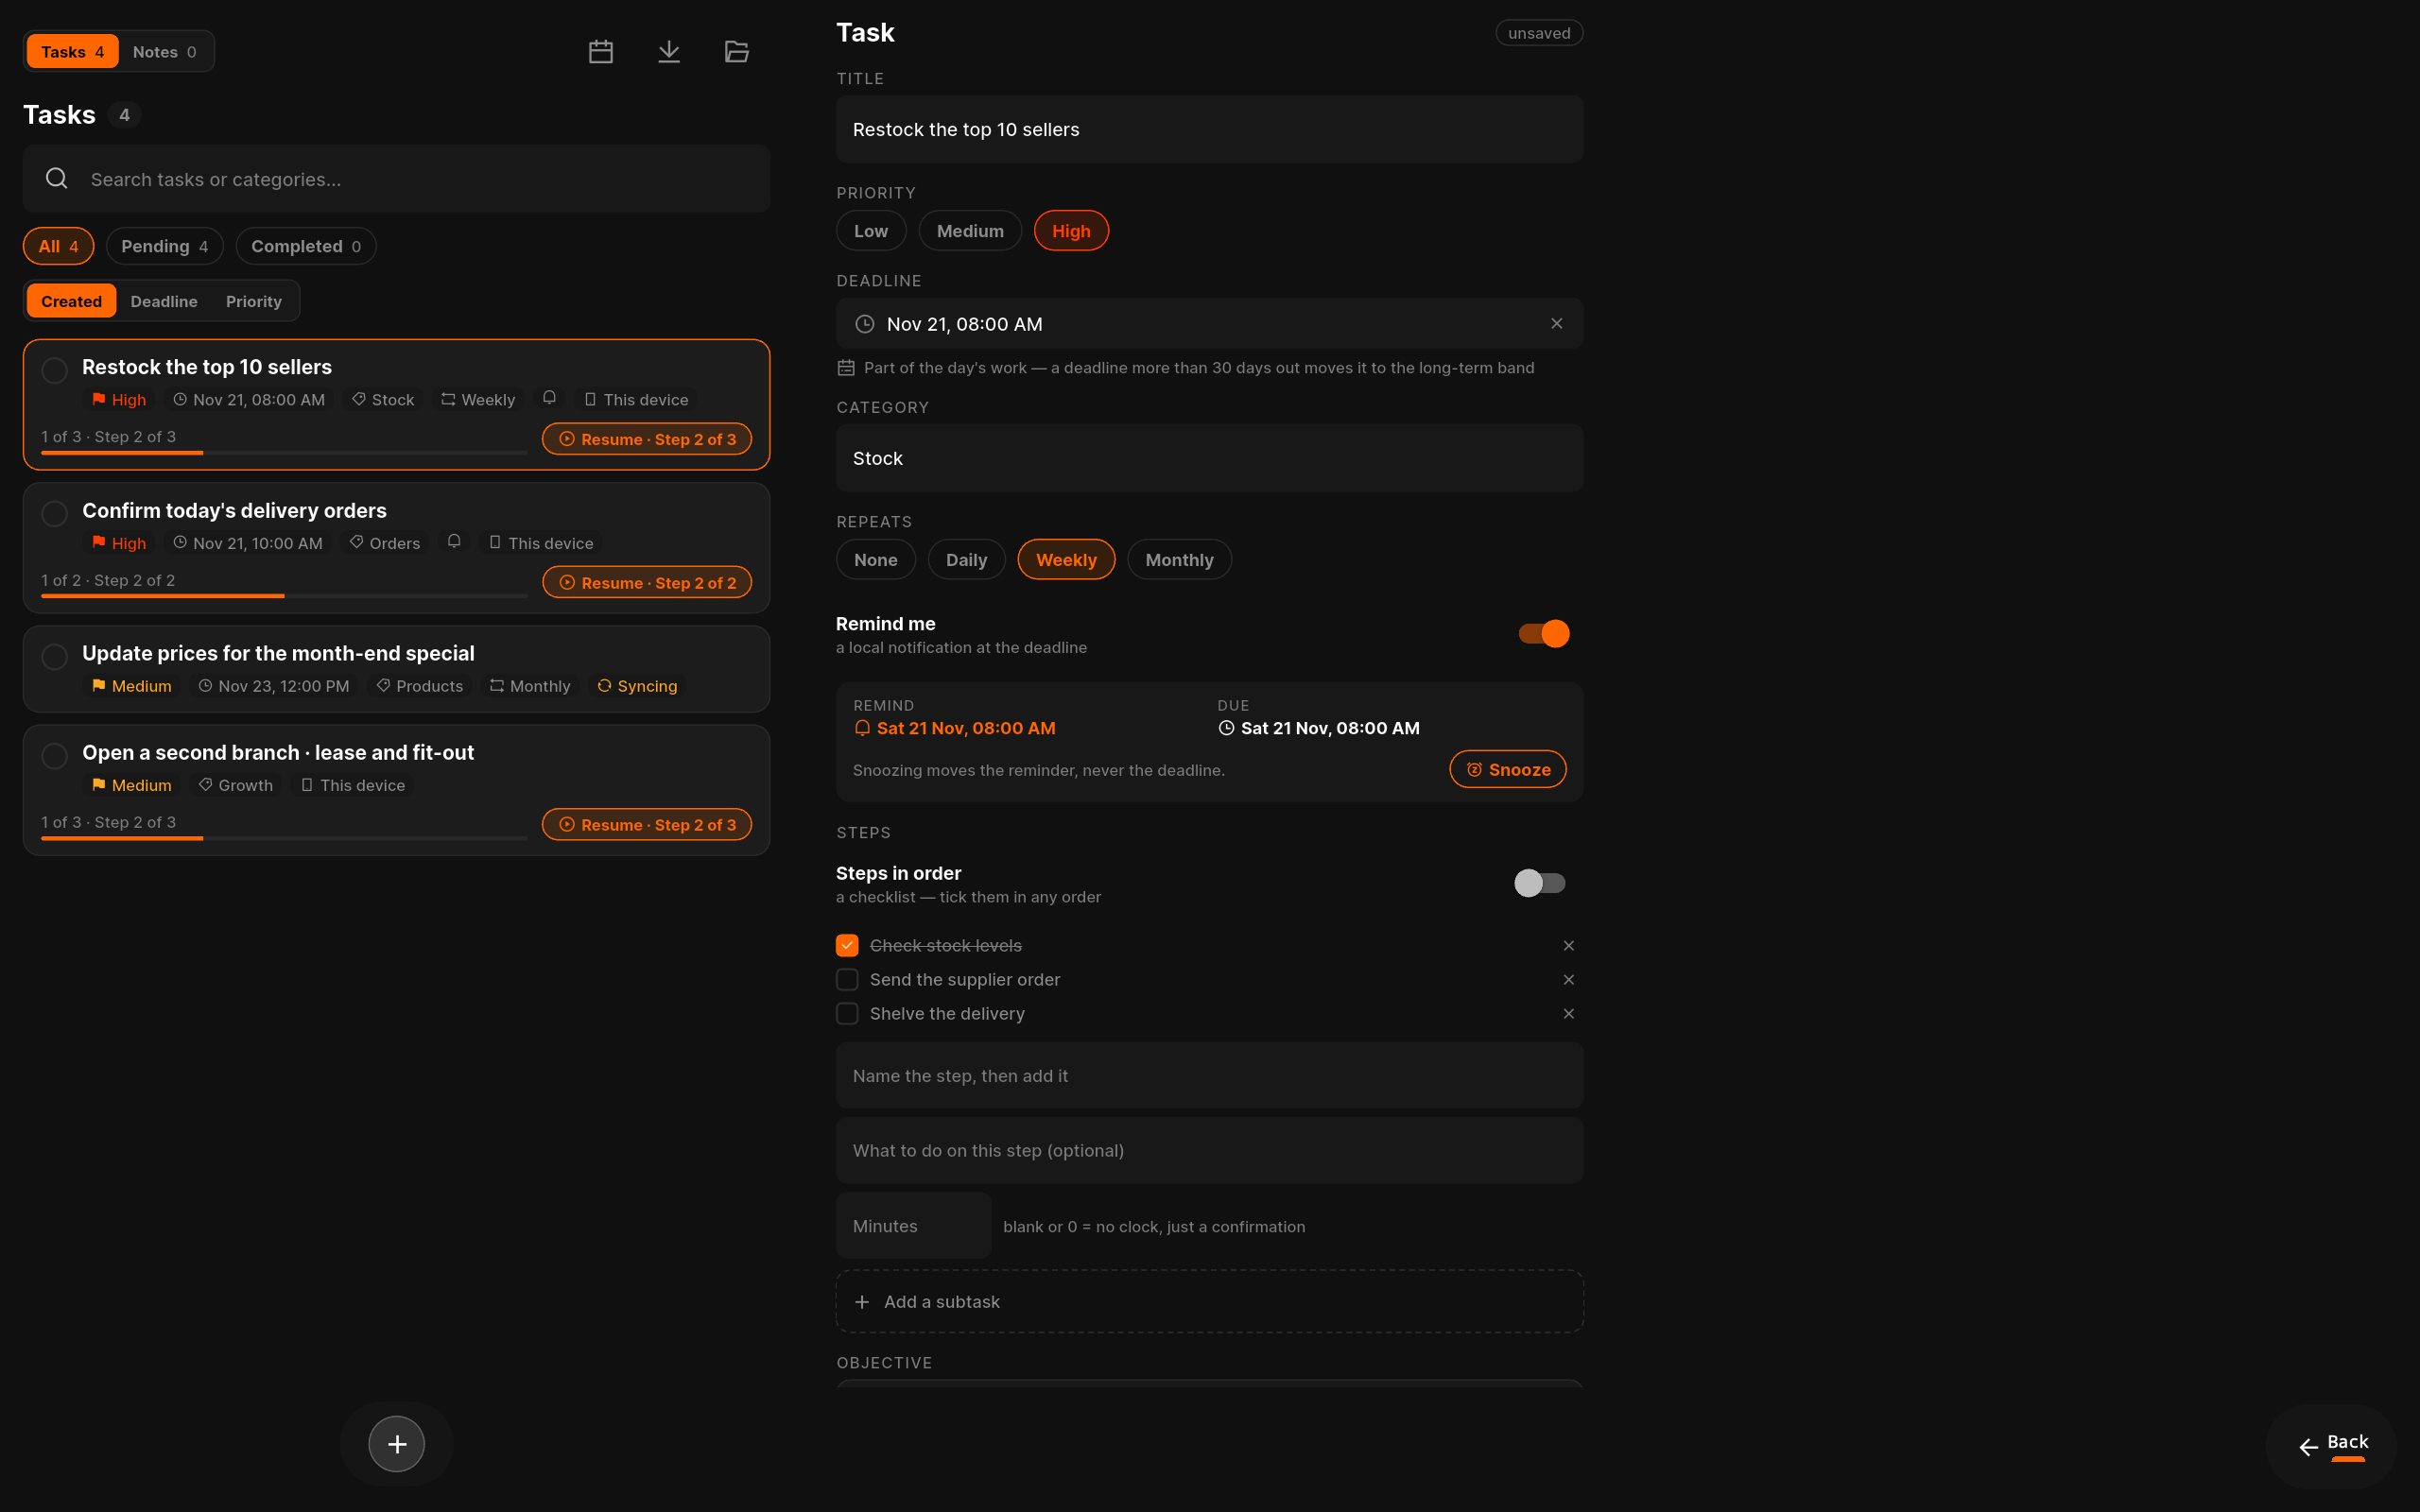 Tasks 4 Notes 0
Tasks 4
Search tasks or categories...
All 4 Pending 4 Completed 0
Created Deadline Priority
Restock the top 10 sellers
High Nov 21, 08:00 AM Stock Weekly This device
1 of 3 · Step 2 of 3 Resume · Step 2 of 3
Confirm today's delivery orders
High Nov 21, 10:00 AM Orders This device
1 of 2 · Step 2 of 2 Resume · Step 2 of 2
Update prices for the month-end special
Medium Nov 23, 12:00 PM Products Monthly Syncing
Open a second branch · lease and fit-out
Medium Growth This device
1 of 3 · Step 2 of 3 Resume · Step 2 of 3
Task unsaved
TITLE
Restock the top 10 sellers
PRIORITY
Low Medium High
DEADLINE
Nov 21, 08:00 AM
Part of the day's work — a deadline more than 30 days out moves it to the long-term band
CATEGORY
Stock
REPEATS
None Daily Weekly Monthly
Remind me
a local notification at the deadline
REMIND DUE
Sat 21 Nov, 08:00 AM Sat 21 Nov, 08:00 AM
Snoozing moves the reminder, never the deadline. Snooze
STEPS
Steps in order
a checklist — tick them in any order
Check stock levels
Send the supplier order
Shelve the delivery
Name the step, then add it
What to do on this step (optional)
Minutes blank or 0 = no clock, just a confirmation
Add a subtask
OBJECTIVE
Back